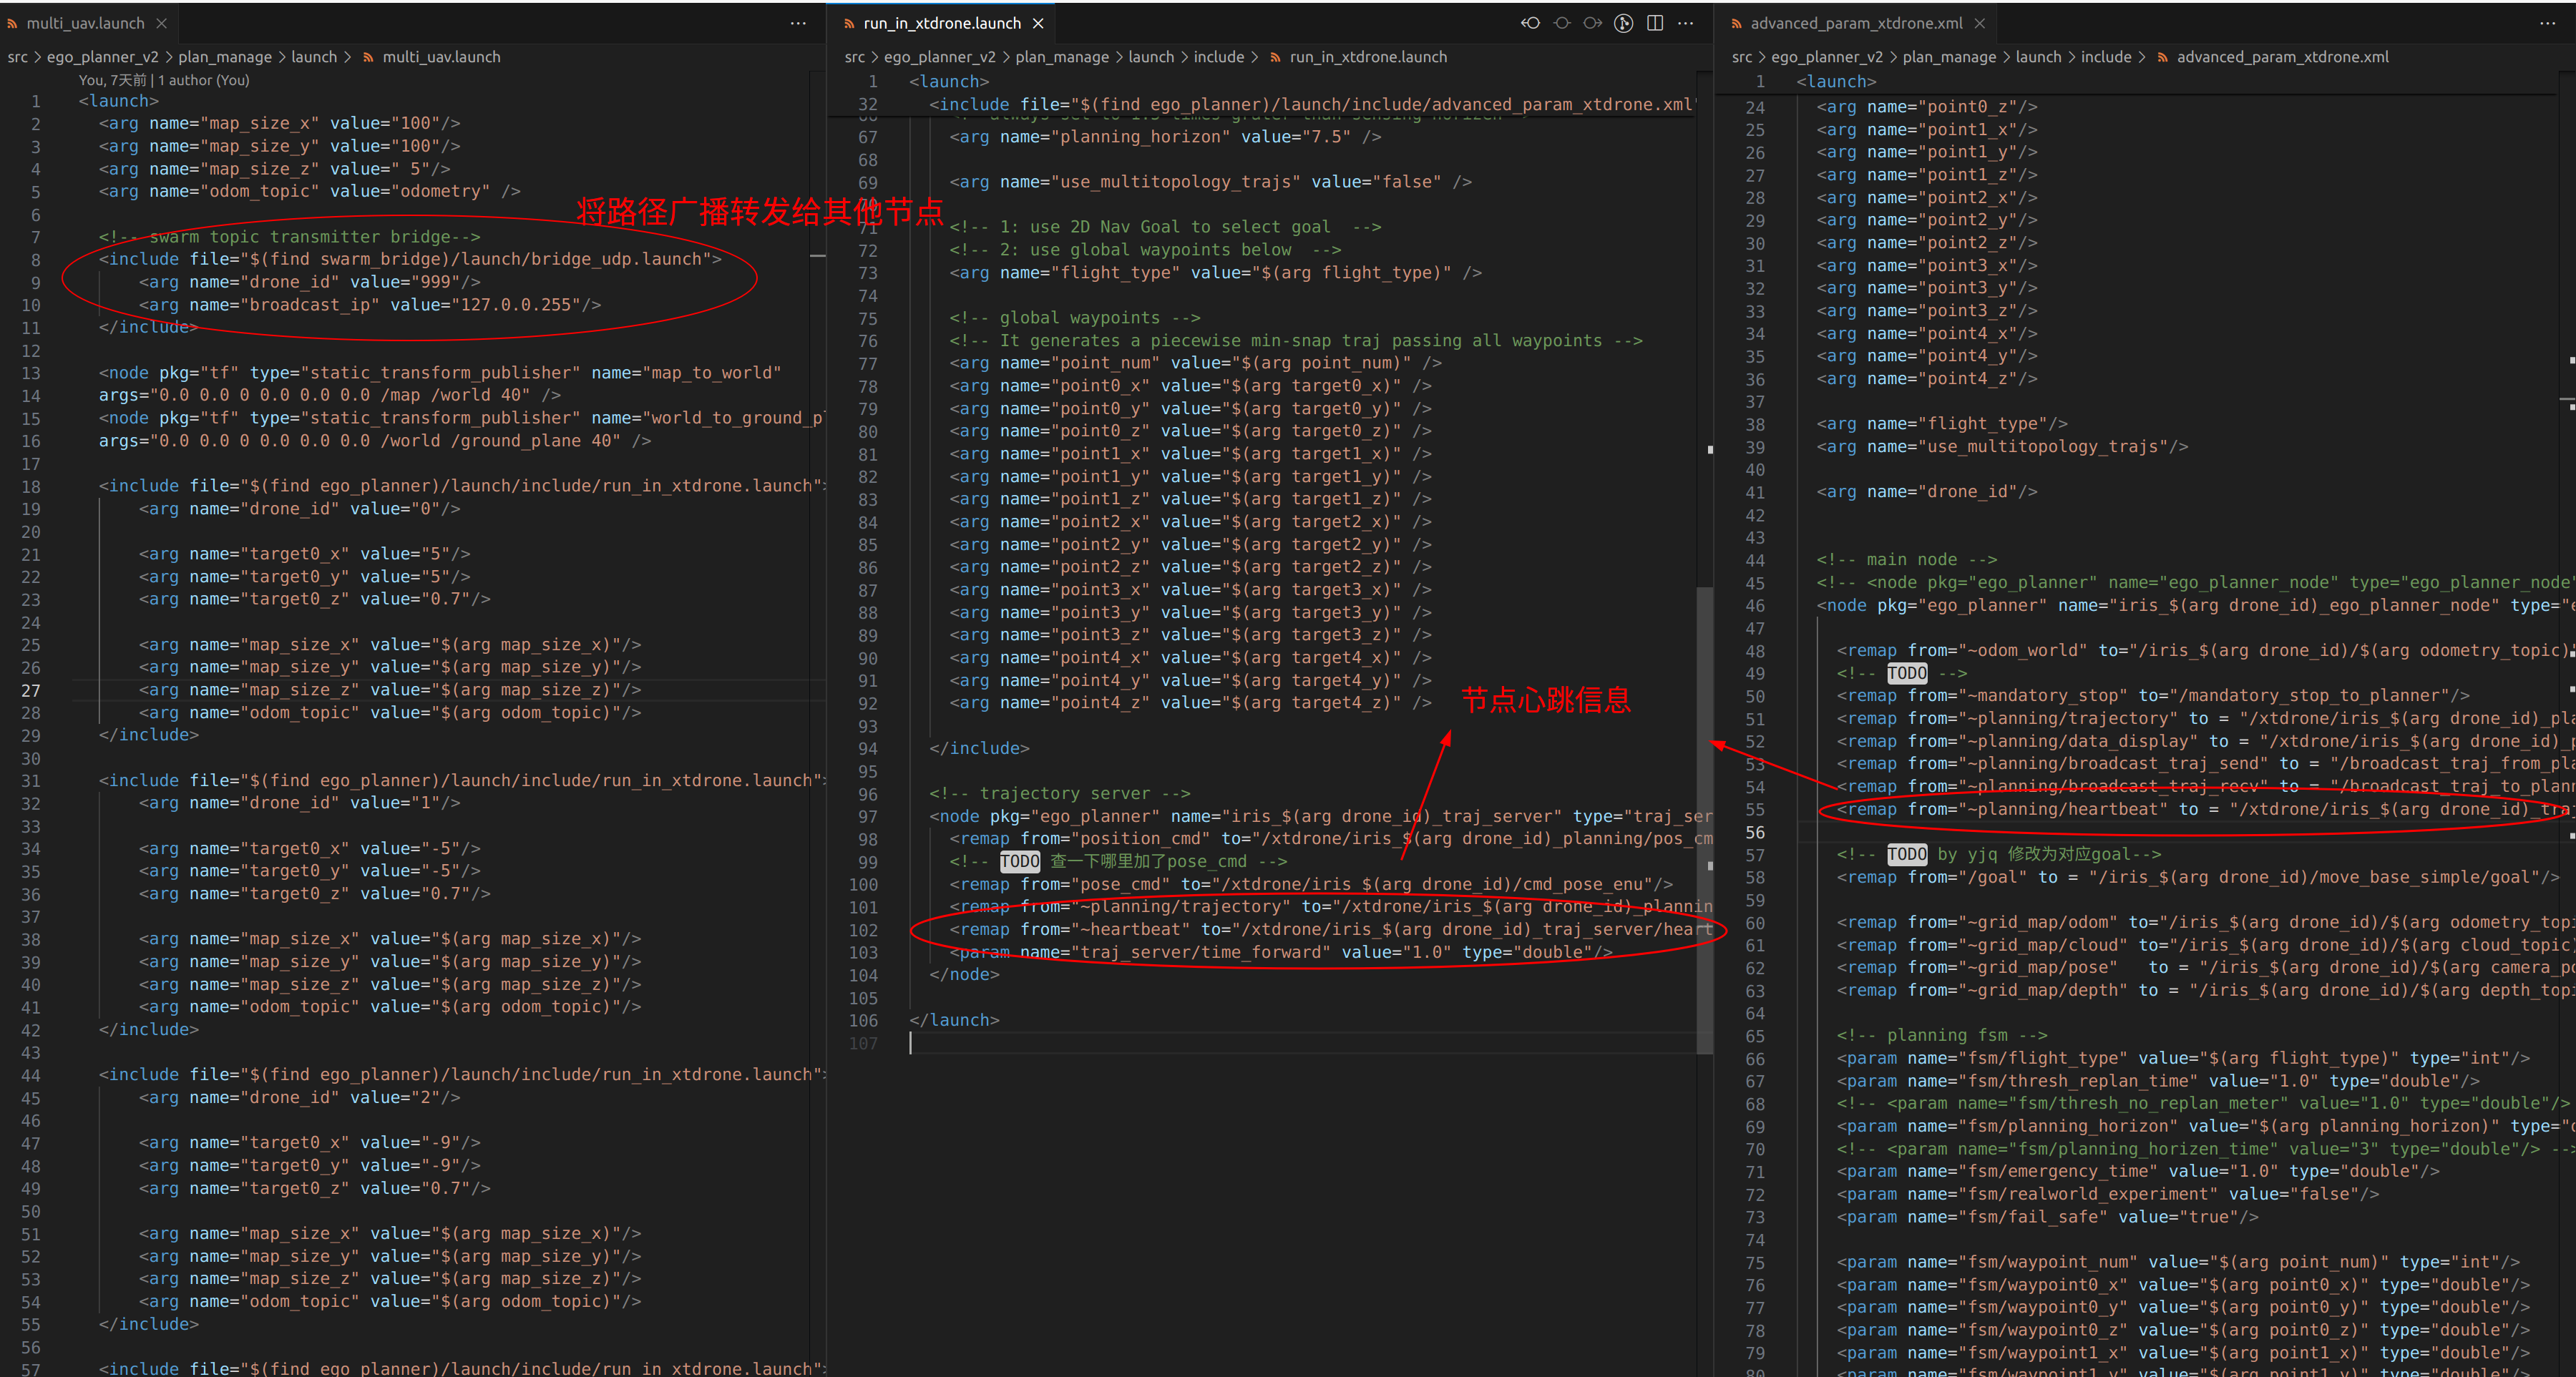 multi_uav.launch
src > ego_planner_v2 > plan_manage > launch > multi_uav.launch
You, 7天前 | 1 author (You)
1 <launch>
2 <arg name="map_size_x" value="100"/>
3 <arg name="map_size_y" value="100"/>
4 <arg name="map_size_z" value=" 5"/>
5 <arg name="odom_topic" value="odometry" />
6
7 <!-- swarm topic transmitter bridge-->
8 <include file="$(find swarm_bridge)/launch/bridge_udp.launch">
9 <arg name="drone_id" value="999"/>
10 <arg name="broadcast_ip" value="127.0.0.255"/>
11 </include>
12
13 <node pkg="tf" type="static_transform_publisher" name="map_to_world"
14 args="0.0 0.0 0 0.0 0.0 0.0 /map /world 40" />
15 <node pkg="tf" type="static_transform_publisher" name="world_to_ground_pl
16 args="0.0 0.0 0 0.0 0.0 0.0 /world /ground_plane 40" />
17
18 <include file="$(find ego_planner)/launch/include/run_in_xtdrone.launch">
19 <arg name="drone_id" value="0"/>
20
21 <arg name="target0_x" value="5"/>
22 <arg name="target0_y" value="5"/>
23 <arg name="target0_z" value="0.7"/>
24
25 <arg name="map_size_x" value="$(arg map_size_x)"/>
26 <arg name="map_size_y" value="$(arg map_size_y)"/>
27 <arg name="map_size_z" value="$(arg map_size_z)"/>
28 <arg name="odom_topic" value="$(arg odom_topic)"/>
29 </include>
30
31 <include file="$(find ego_planner)/launch/include/run_in_xtdrone.launch">
32 <arg name="drone_id" value="1"/>
33
34 <arg name="target0_x" value="-5"/>
35 <arg name="target0_y" value="-5"/>
36 <arg name="target0_z" value="0.7"/>
37
38 <arg name="map_size_x" value="$(arg map_size_x)"/>
39 <arg name="map_size_y" value="$(arg map_size_y)"/>
40 <arg name="map_size_z" value="$(arg map_size_z)"/>
41 <arg name="odom_topic" value="$(arg odom_topic)"/>
42 </include>
43
44 <include file="$(find ego_planner)/launch/include/run_in_xtdrone.launch">
45 <arg name="drone_id" value="2"/>
46
47 <arg name="target0_x" value="-9"/>
48 <arg name="target0_y" value="-9"/>
49 <arg name="target0_z" value="0.7"/>
50
51 <arg name="map_size_x" value="$(arg map_size_x)"/>
52 <arg name="map_size_y" value="$(arg map_size_y)"/>
53 <arg name="map_size_z" value="$(arg map_size_z)"/>
54 <arg name="odom_topic" value="$(arg odom_topic)"/>
55 </include>
56
57 <include file="$(find ego_planner)/launch/include/run_in_xtdrone.launch">
将路径广播转发给其他节点
run_in_xtdrone.launch
src > ego_planner_v2 > plan_manage > launch > include > run_in_xtdrone.launch
1 <launch>
32 <include file="$(find ego_planner)/launch/include/advanced_param_xtdrone.xml"
67 <arg name="planning_horizon" value="7.5" />
68
69 <arg name="use_multitopology_trajs" value="false" />
70
71 <!-- 1: use 2D Nav Goal to select goal -->
72 <!-- 2: use global waypoints below -->
73 <arg name="flight_type" value="$(arg flight_type)" />
74
75 <!-- global waypoints -->
76 <!-- It generates a piecewise min-snap traj passing all waypoints -->
77 <arg name="point_num" value="$(arg point_num)" />
78 <arg name="point0_x" value="$(arg target0_x)" />
79 <arg name="point0_y" value="$(arg target0_y)" />
80 <arg name="point0_z" value="$(arg target0_z)" />
81 <arg name="point1_x" value="$(arg target1_x)" />
82 <arg name="point1_y" value="$(arg target1_y)" />
83 <arg name="point1_z" value="$(arg target1_z)" />
84 <arg name="point2_x" value="$(arg target2_x)" />
85 <arg name="point2_y" value="$(arg target2_y)" />
86 <arg name="point2_z" value="$(arg target2_z)" />
87 <arg name="point3_x" value="$(arg target3_x)" />
88 <arg name="point3_y" value="$(arg target3_y)" />
89 <arg name="point3_z" value="$(arg target3_z)" />
90 <arg name="point4_x" value="$(arg target4_x)" />
91 <arg name="point4_y" value="$(arg target4_y)" />
92 <arg name="point4_z" value="$(arg target4_z)" />
93
94 </include>
95
96 <!-- trajectory server -->
97 <node pkg="ego_planner" name="iris_$(arg drone_id)_traj_server" type="traj_ser
98 <remap from="position_cmd" to="/xtdrone/iris_$(arg drone_id)_planning/pos_cm
99 <!-- TODO 查一下哪里加了pose_cmd -->
100 <remap from="pose_cmd" to="/xtdrone/iris_$(arg drone_id)/cmd_pose_enu"/>
101 <remap from="~planning/trajectory" to="/xtdrone/iris_$(arg drone_id)_plannin
102 <remap from="~heartbeat" to="/xtdrone/iris_$(arg drone_id)_traj_server/heart
103 <param name="traj_server/time_forward" value="1.0" type="double"/>
104 </node>
105
106 </launch>
107
节点心跳信息
advanced_param_xtdrone.xml
src > ego_planner_v2 > plan_manage > launch > include > advanced_param_xtdrone.xml
1 <launch>
24 <arg name="point0_z"/>
25 <arg name="point1_x"/>
26 <arg name="point1_y"/>
27 <arg name="point1_z"/>
28 <arg name="point2_x"/>
29 <arg name="point2_y"/>
30 <arg name="point2_z"/>
31 <arg name="point3_x"/>
32 <arg name="point3_y"/>
33 <arg name="point3_z"/>
34 <arg name="point4_x"/>
35 <arg name="point4_y"/>
36 <arg name="point4_z"/>
37
38 <arg name="flight_type"/>
39 <arg name="use_multitopology_trajs"/>
40
41 <arg name="drone_id"/>
42
43
44 <!-- main node -->
45 <!-- <node pkg="ego_planner" name="ego_planner_node" type="ego_planner_node"
46 <node pkg="ego_planner" name="iris_$(arg drone_id)_ego_planner_node" type="e
47
48 <remap from="~odom_world" to="/iris_$(arg drone_id)/$(arg odometry_topic)"
49 <!-- TODO -->
50 <remap from="~mandatory_stop" to="/mandatory_stop_to_planner"/>
51 <remap from="~planning/trajectory" to = "/xtdrone/iris_$(arg drone_id)_pla
52 <remap from="~planning/data_display" to = "/xtdrone/iris_$(arg drone_id)_p
53 <remap from="~planning/broadcast_traj_send" to = "/broadcast_traj_from_pla
54 <remap from="~planning/broadcast_traj_recv" to = "/broadcast_traj_to_plann
55 <remap from="~planning/heartbeat" to = "/xtdrone/iris_$(arg drone_id)_traj
56
57 <!-- TODO by yjq 修改为对应goal-->
58 <remap from="/goal" to = "/iris_$(arg drone_id)/move_base_simple/goal"/>
59
60 <remap from="~grid_map/odom" to="/iris_$(arg drone_id)/$(arg odometry_topi
61 <remap from="~grid_map/cloud" to="/iris_$(arg drone_id)/$(arg cloud_topic)
62 <remap from="~grid_map/pose" to = "/iris_$(arg drone_id)/$(arg camera_po
63 <remap from="~grid_map/depth" to = "/iris_$(arg drone_id)/$(arg depth_topi
64
65 <!-- planning fsm -->
66 <param name="fsm/flight_type" value="$(arg flight_type)" type="int"/>
67 <param name="fsm/thresh_replan_time" value="1.0" type="double"/>
68 <!-- <param name="fsm/thresh_no_replan_meter" value="1.0" type="double"/>
69 <param name="fsm/planning_horizon" value="$(arg planning_horizon)" type="d
70 <!-- <param name="fsm/planning_horizen_time" value="3" type="double"/> --
71 <param name="fsm/emergency_time" value="1.0" type="double"/>
72 <param name="fsm/realworld_experiment" value="false"/>
73 <param name="fsm/fail_safe" value="true"/>
74
75 <param name="fsm/waypoint_num" value="$(arg point_num)" type="int"/>
76 <param name="fsm/waypoint0_x" value="$(arg point0_x)" type="double"/>
77 <param name="fsm/waypoint0_y" value="$(arg point0_y)" type="double"/>
78 <param name="fsm/waypoint0_z" value="$(arg point0_z)" type="double"/>
79 <param name="fsm/waypoint1_x" value="$(arg point1_x)" type="double"/>
80 <param name="fsm/waypoint1_y" value="$(arg point1_y)" type="double"/>